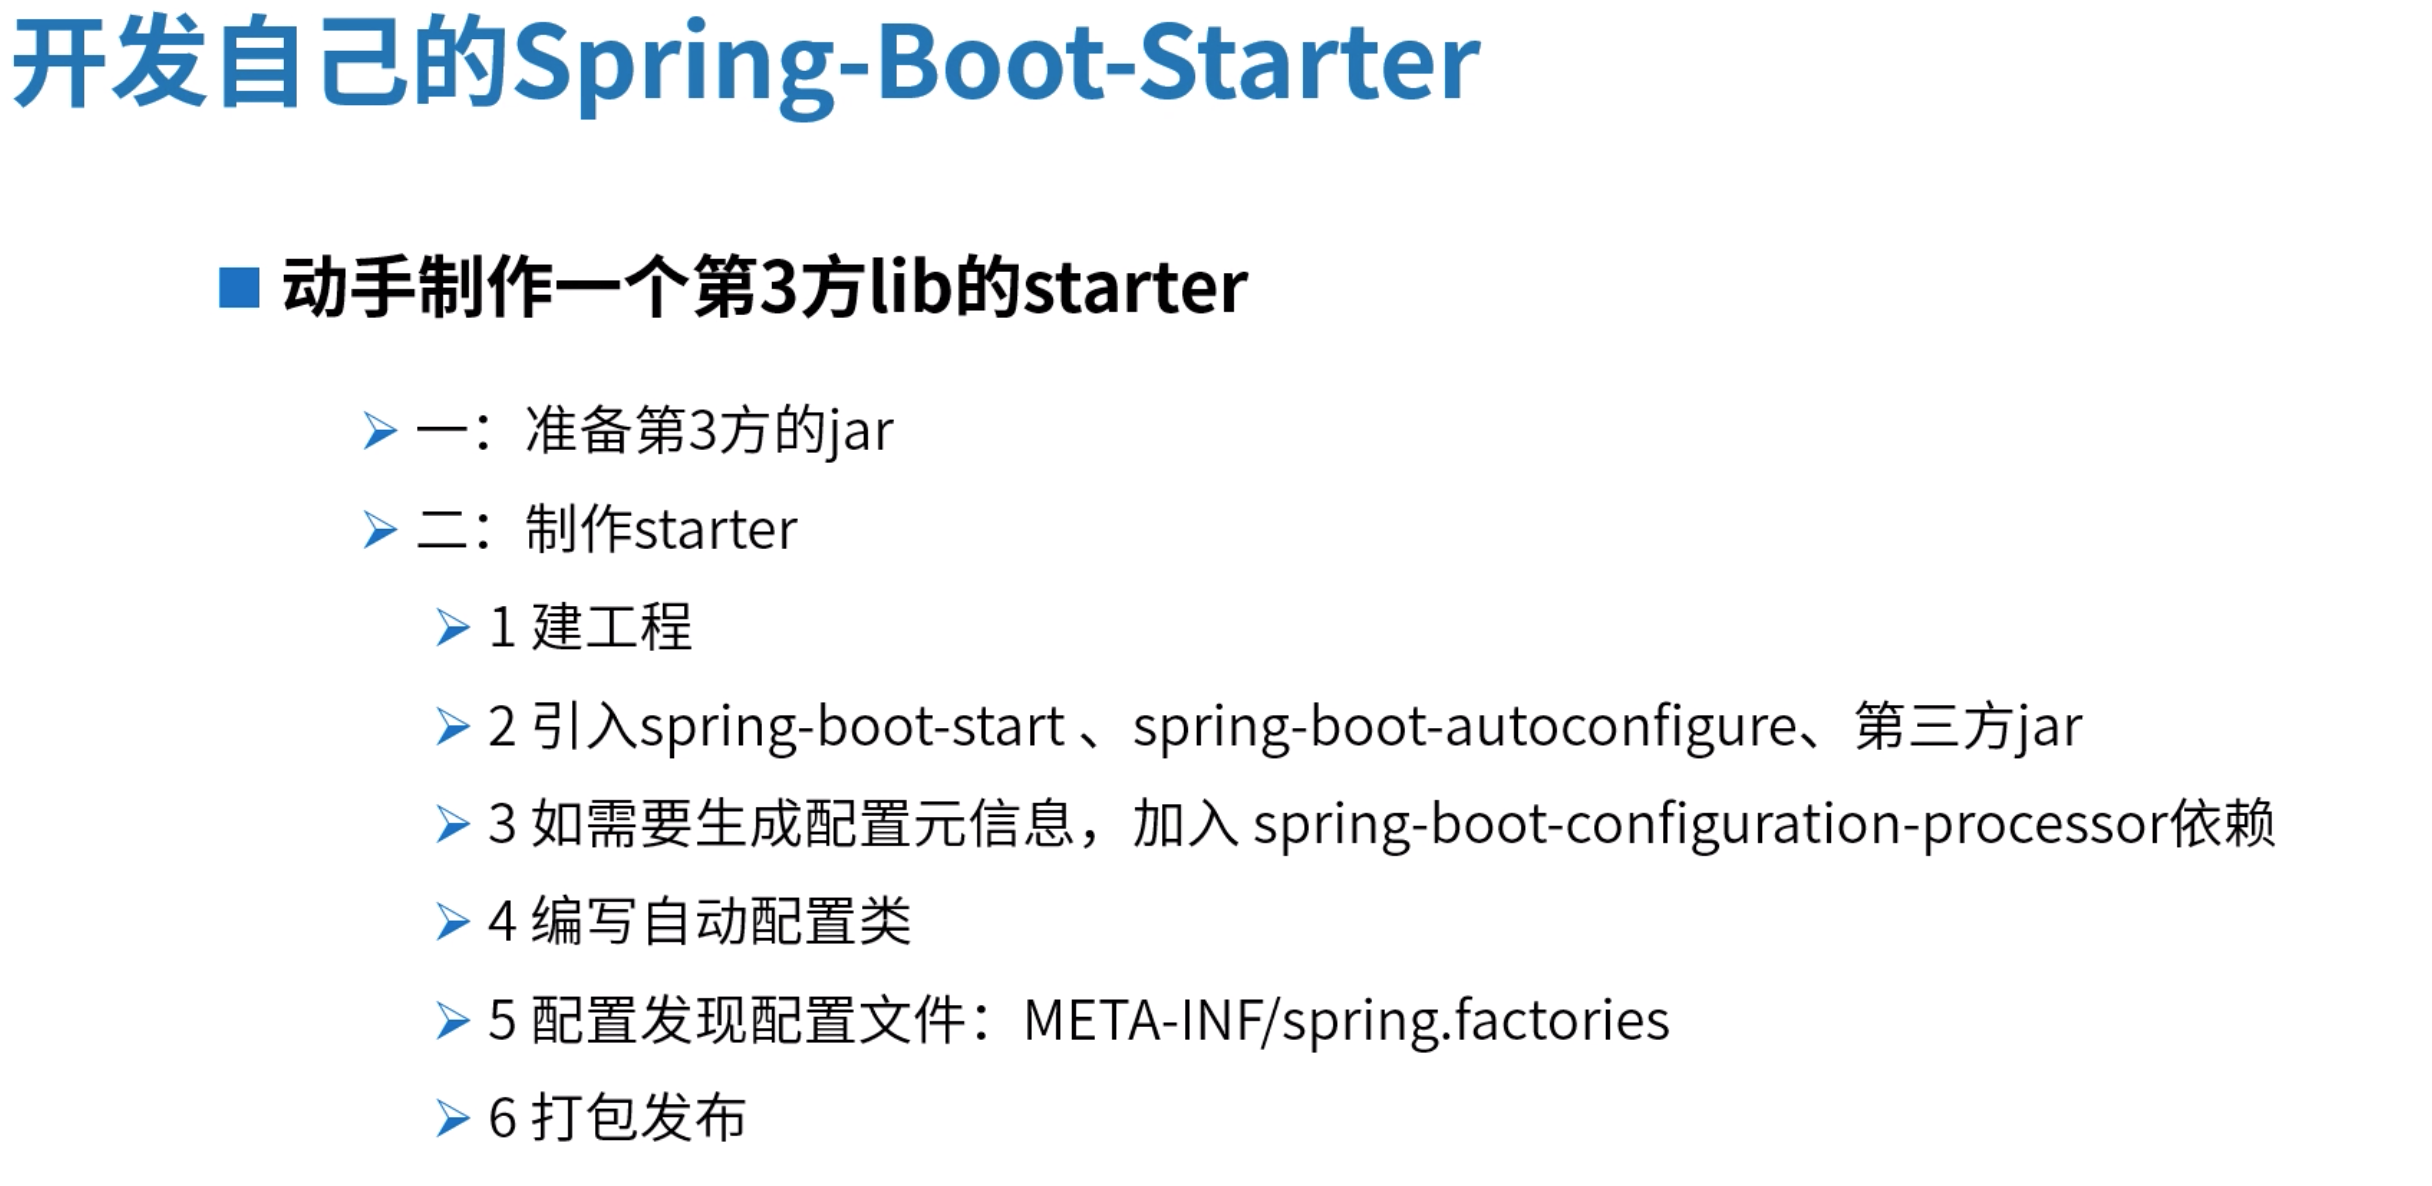 开发自己的Spring-Boot-Starter
动手制作一个第3方lib的starter
一：准备第3方的jar
二：制作starter
1 建工程
2 引入spring-boot-start 、spring-boot-autoconfigure、第三方jar
3 如需要生成配置元信息，加入 spring-boot-configuration-processor依赖
4 编写自动配置类
5 配置发现配置文件：META-INF/spring.factories
6 打包发布